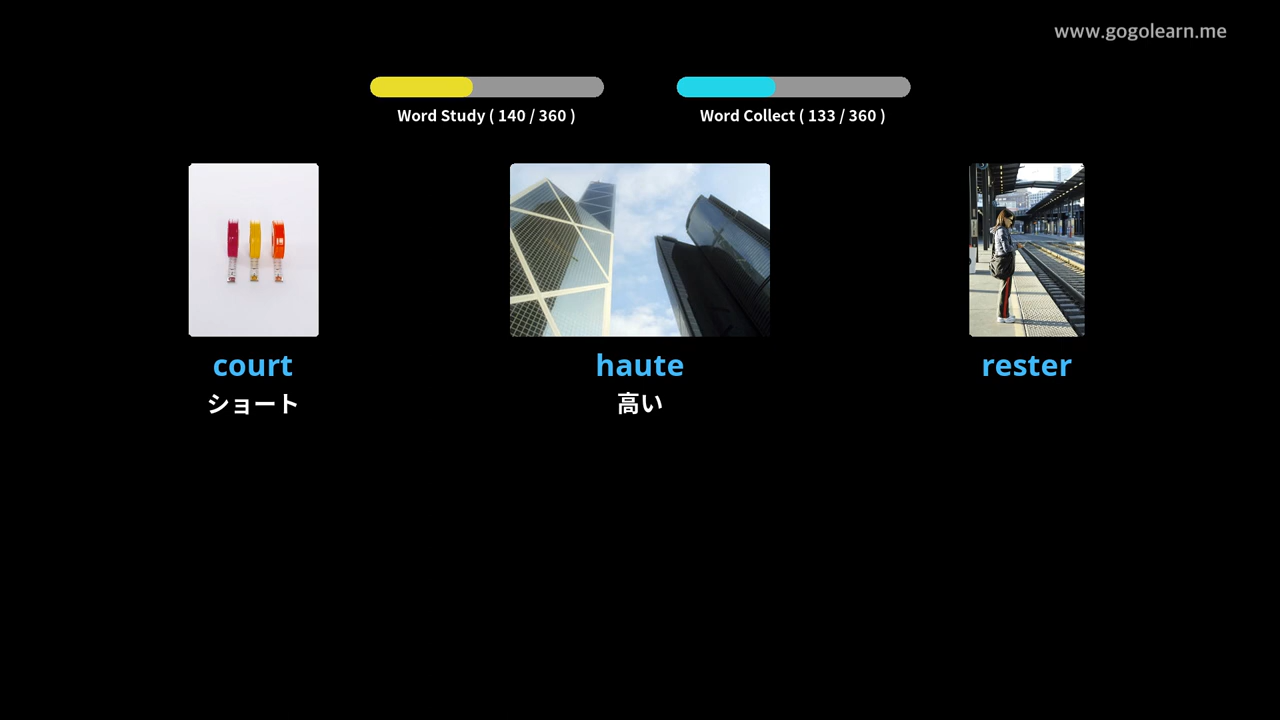 www.gogolearn.me
Word Study ( 140 / 360 )
Word Collect ( 133 / 360 )
court
ショート
haute
高い
rester